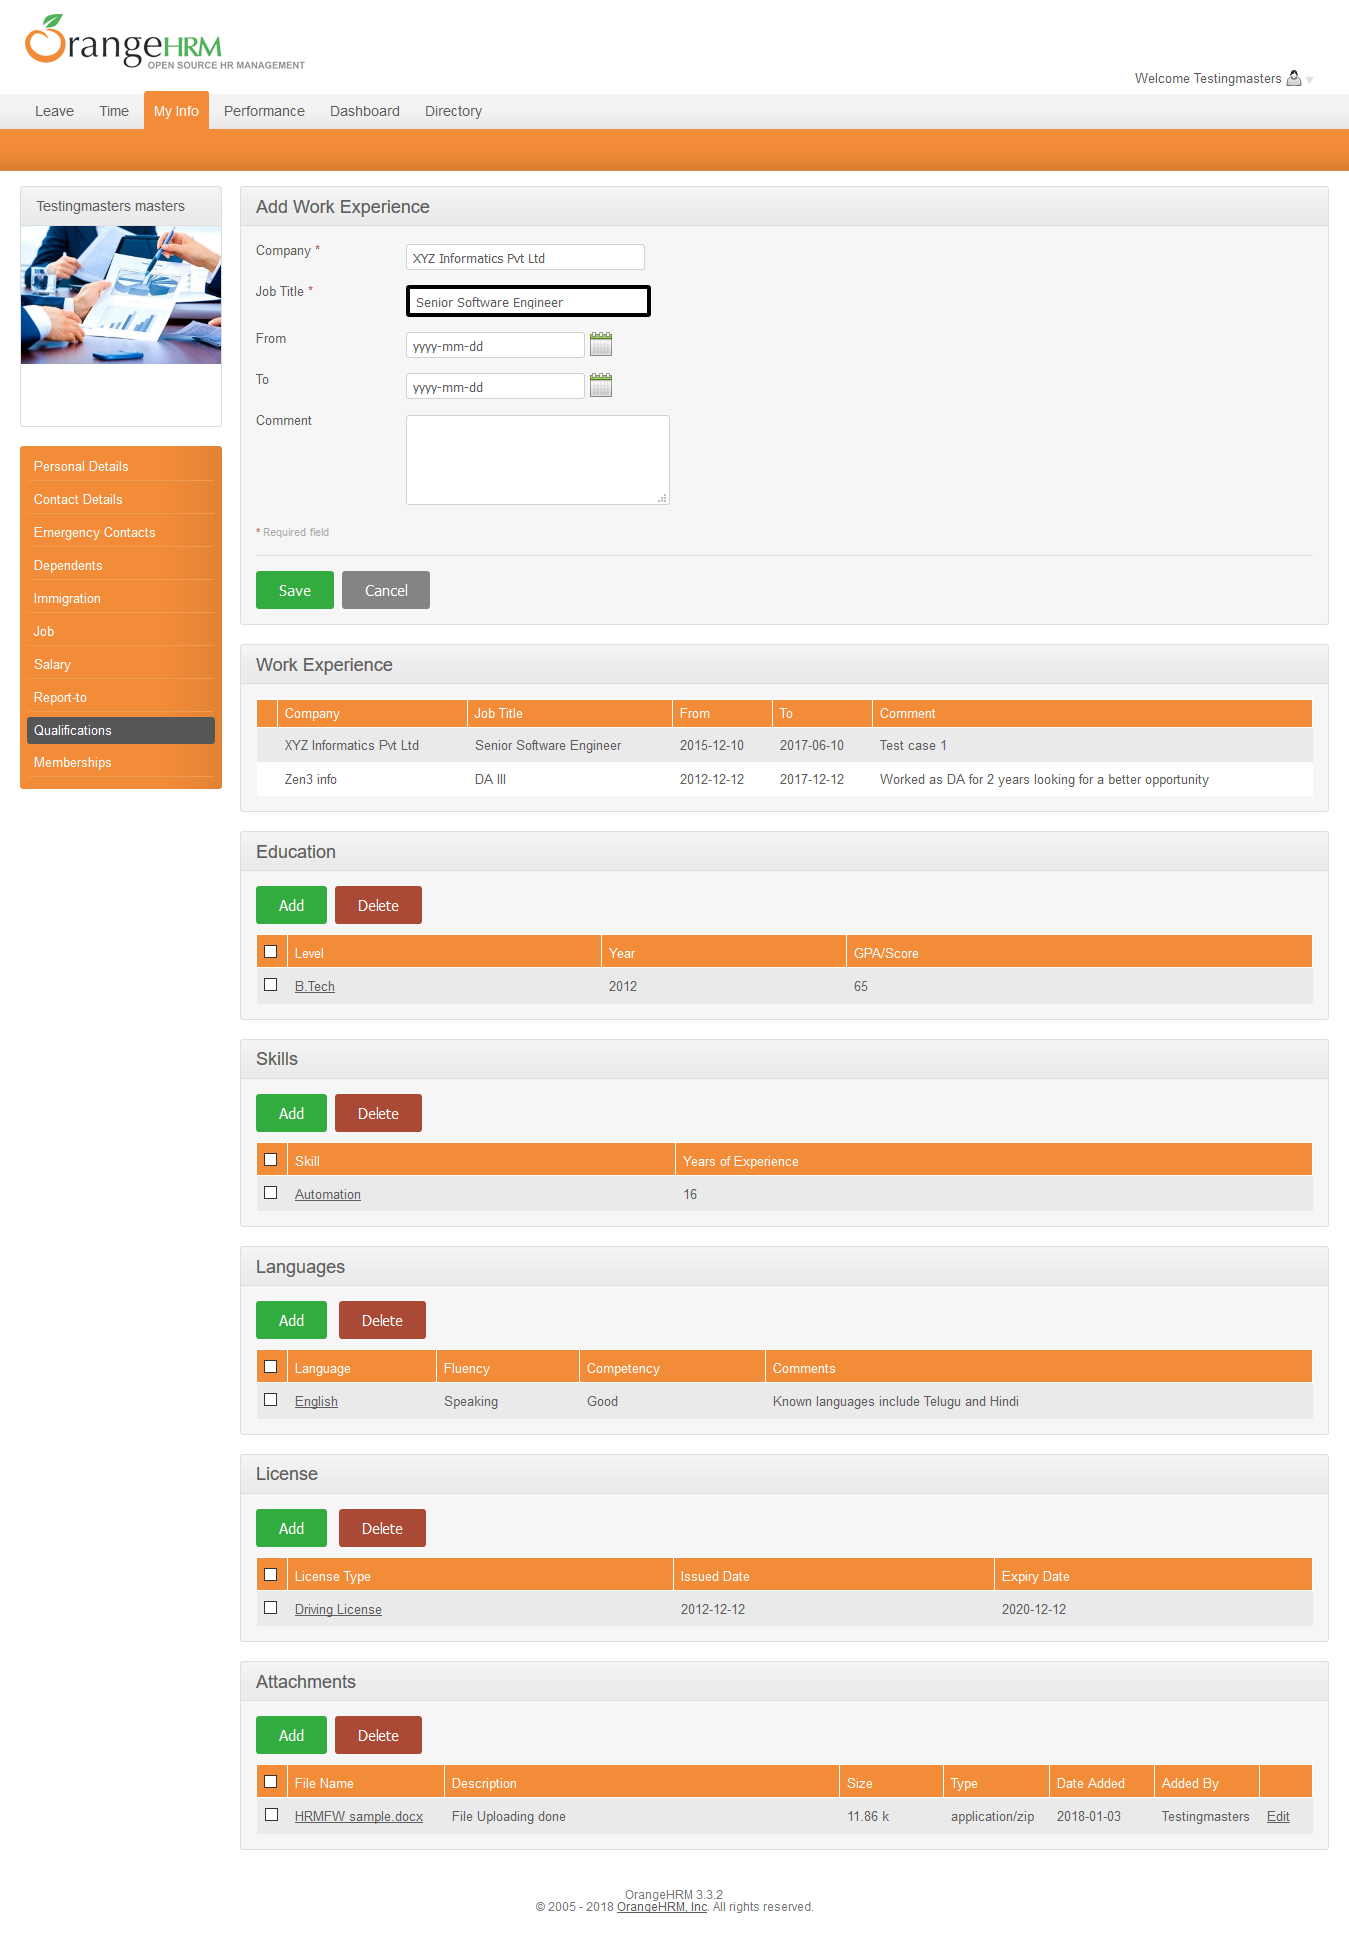 OrangeHRM
OPEN SOURCE HR MANAGEMENT
Welcome Testingmasters
Leave Time My Info Performance Dashboard Directory
Testingmasters masters
Personal Details
Contact Details
Emergency Contacts
Dependents
Immigration
Job
Salary
Report-to
Qualifications
Memberships
Add Work Experience
Company * XYZ Informatics Pvt Ltd
Job Title * Senior Software Engineer
From yyyy-mm-dd
To yyyy-mm-dd
Comment
* Required field
Save Cancel
Work Experience
Company Job Title From To Comment
XYZ Informatics Pvt Ltd Senior Software Engineer 2015-12-10 2017-06-10 Test case 1
Zen3 info DA III 2012-12-12 2017-12-12 Worked as DA for 2 years looking for a better opportunity
Education
Add Delete
Level Year GPA/Score
B.Tech 2012 65
Skills
Add Delete
Skill Years of Experience
Automation 16
Languages
Add Delete
Language Fluency Competency Comments
English Speaking Good Known languages include Telugu and Hindi
License
Add Delete
License Type Issued Date Expiry Date
Driving License 2012-12-12 2020-12-12
Attachments
Add Delete
File Name Description Size Type Date Added Added By
HRMFW sample.docx File Uploading done 11.86 k application/zip 2018-01-03 Testingmasters Edit
OrangeHRM 3.3.2
© 2005 - 2018 OrangeHRM, Inc. All rights reserved.